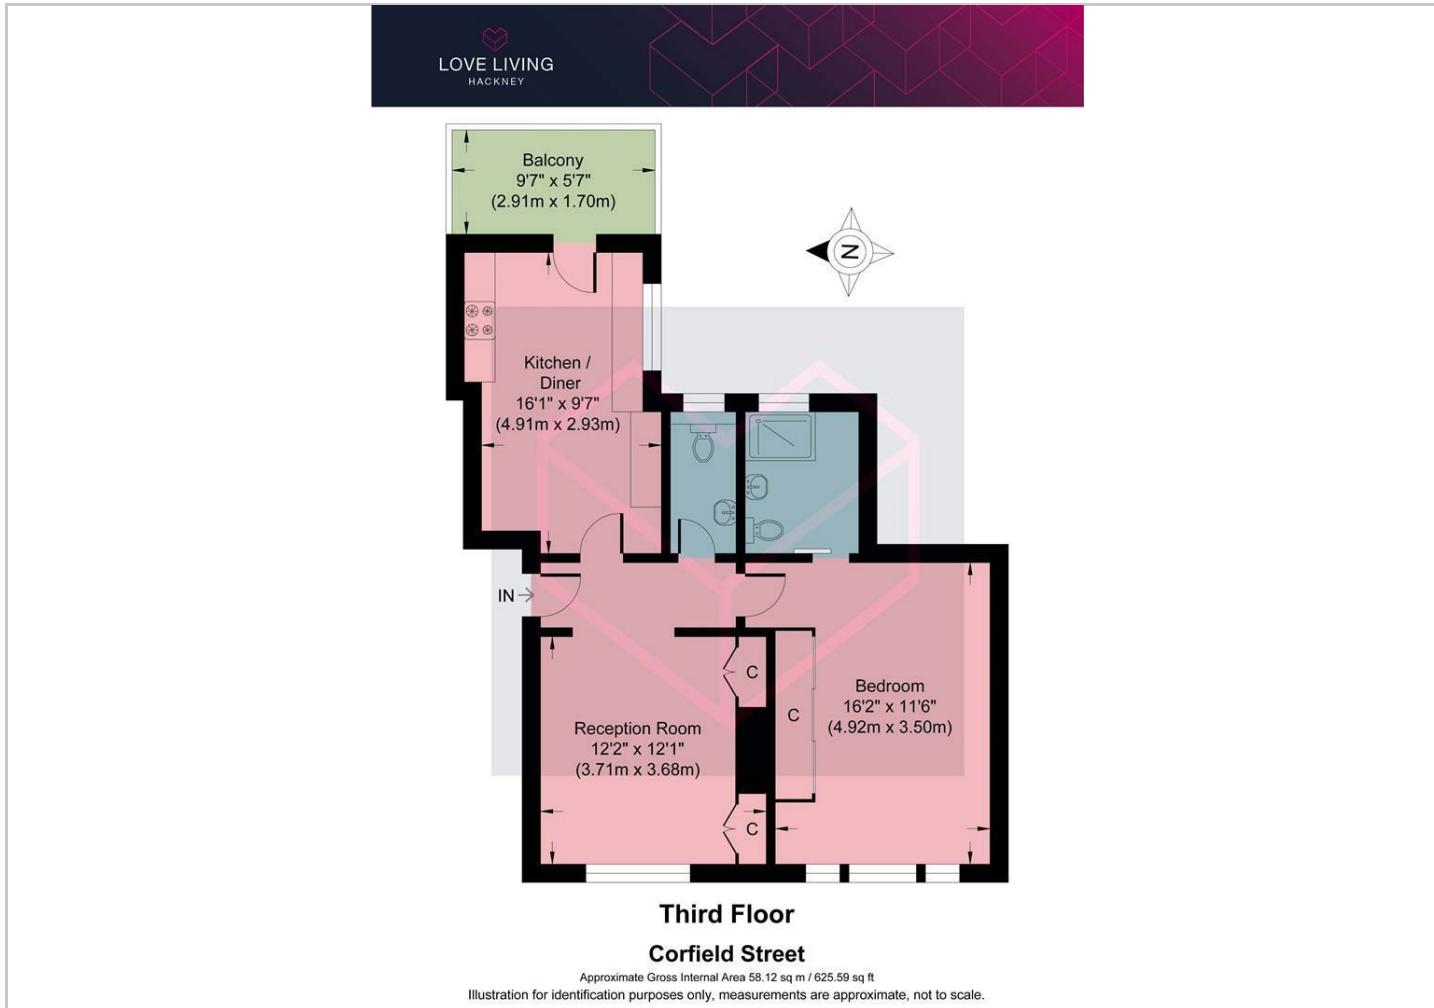 LOVE LIVING
HACKNEY
Balcony
9'7" x 5'7"
(2.91m x 1.70m)
N
Kitchen /
Diner
16'1" x 9'7"
(4.91m x 2.93m)
IN
C
Bedroom
16'2" x 11'6"
(4.92m x 3.50m)
C
Reception Room
12'2" x 12'1"
(3.71m x 3.68m)
C
Third Floor
Corfield Street
Approximate Gross Internal Area 58.12 sq m / 625.59 sq ft
Illustration for identification purposes only, measurements are approximate, not to scale.